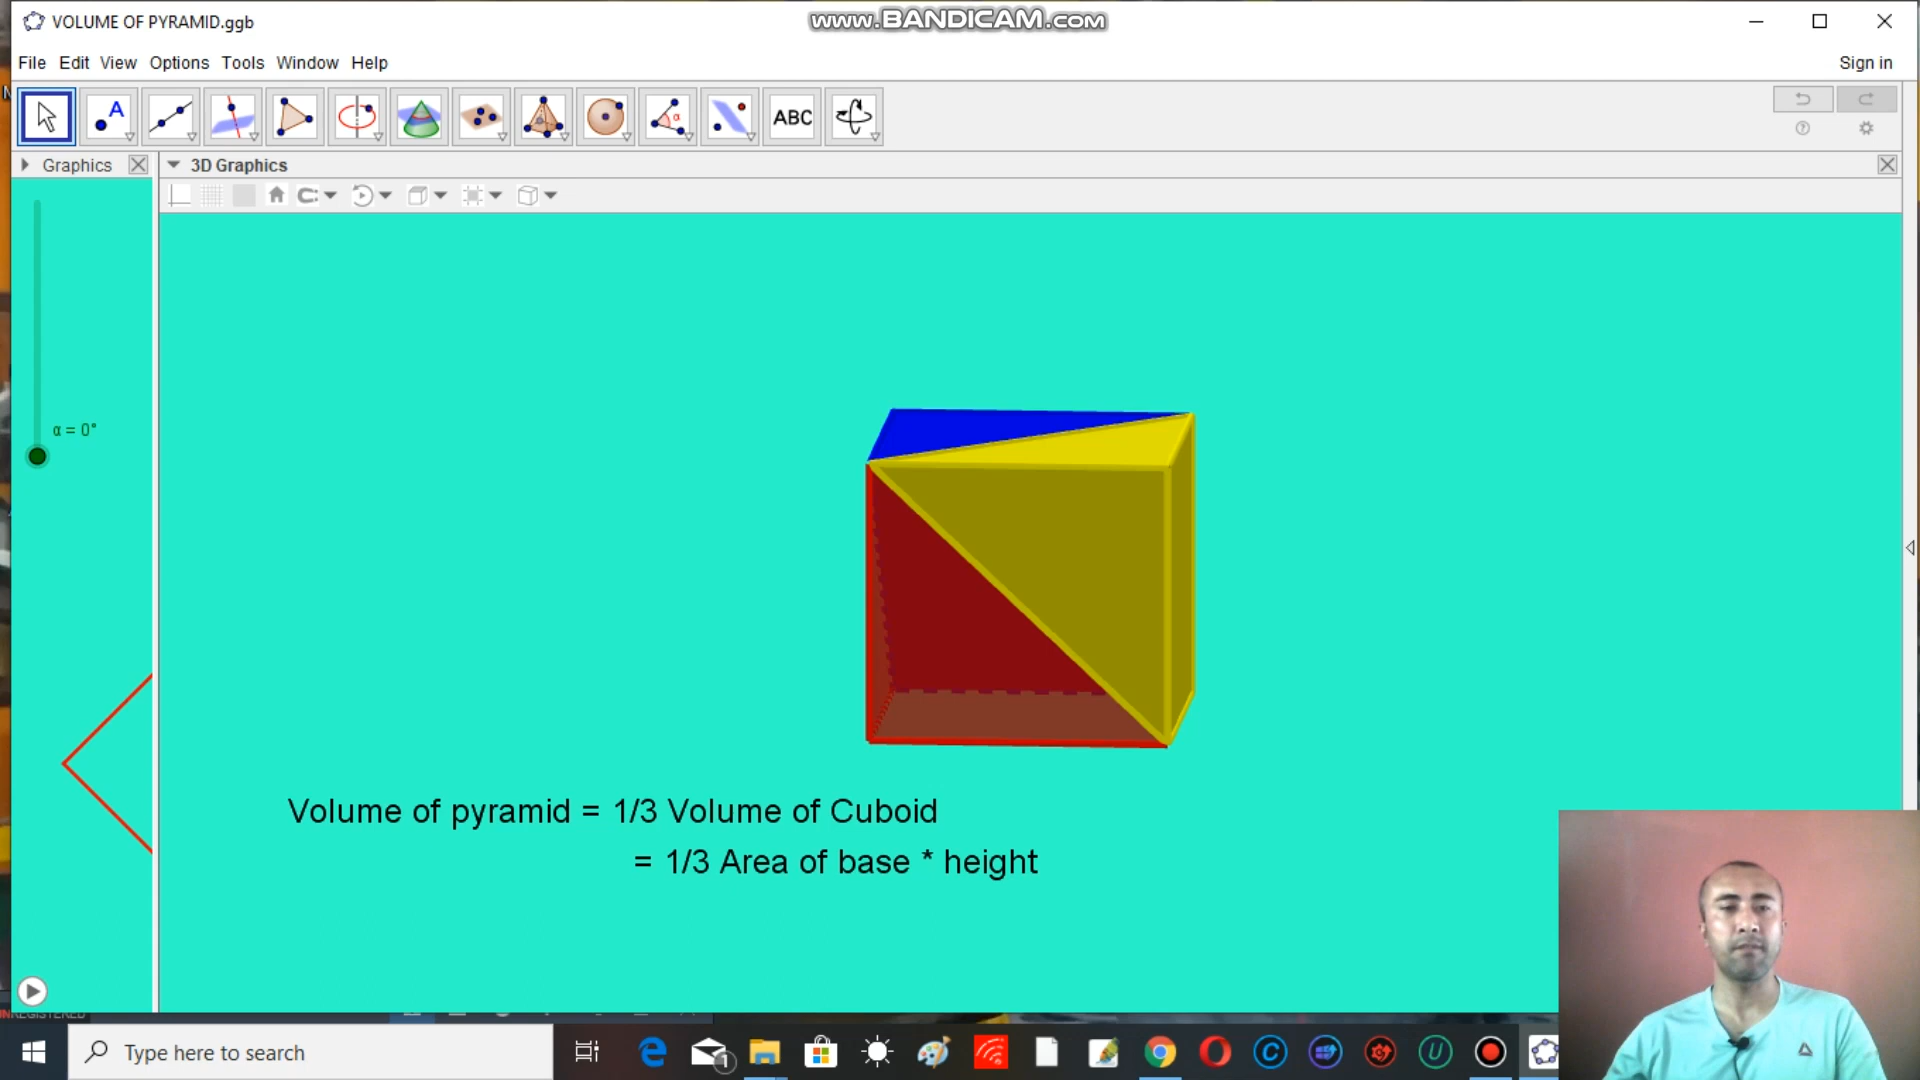 VOLUME OF PYRAMID.ggb
www.BANDICAM.com
File Edit View Options Tools Window Help
Sign in
A
α
ABC
Graphics
3D Graphics
α = 0°
Volume of pyramid = 1/3 Volume of Cuboid
= 1/3 Area of base * height
Type here to search
1